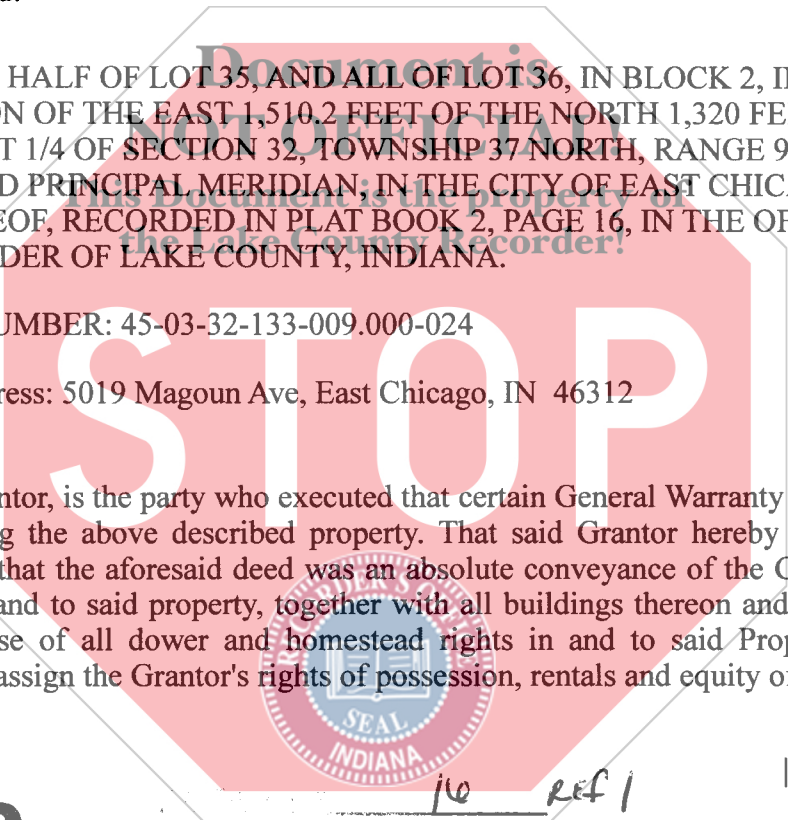 HALF OF LOT 35, AND ALL OF LOT 36, IN BLOCK 2, I
ON OF THE EAST 1,510.2 FEET OF THE NORTH 1,320 FE
T 1/4 OF SECTION 32, TOWNSHIP 37 NORTH, RANGE 9
D PRINCIPAL MERIDIAN, IN THE CITY OF EAST CHICA
EOF, RECORDED IN PLAT BOOK 2, PAGE 16, IN THE OF
DER OF LAKE COUNTY, INDIANA.
UMBER: 45-03-32-133-009.000-024
ress: 5019 Magoun Ave, East Chicago, IN 46312
ntor, is the party who executed that certain General Warranty
g the above described property. That said Grantor hereby
that the aforesaid deed was an absolute conveyance of the
and to said property, together with all buildings thereon and
se of all dower and homestead rights in and to said Prop
assign the Grantor's rights of possession, rentals and equity o
Document is
NOT OFFICIAL!
This Document is the property of
the Lake County Recorder!
STOP
SEAL
INDIANA
16 REF 1